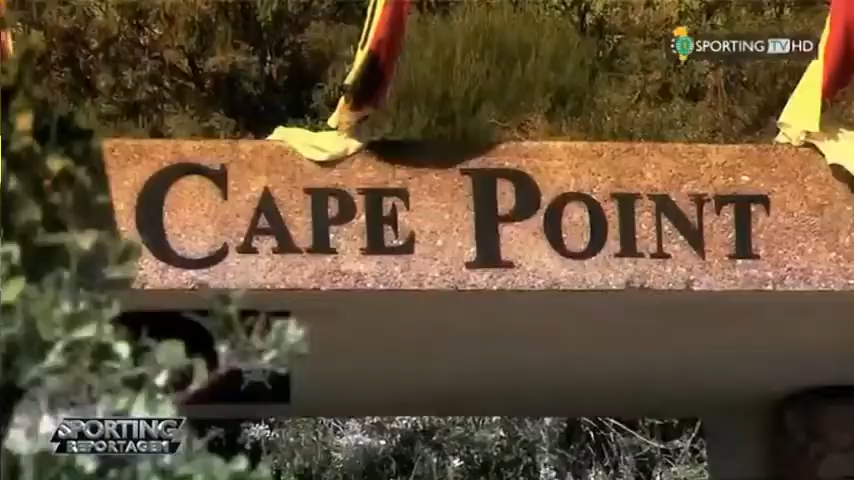 SPORTING TV HD
CAPE POINT
SPORTING
REPORTAGEM